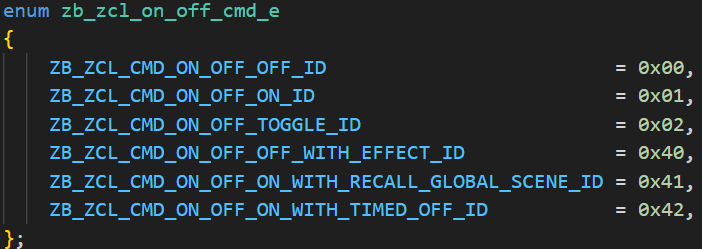 enum zb_zcl_on_off_cmd_e
{
    ZB_ZCL_CMD_ON_OFF_OFF_ID                         = 0x00,
    ZB_ZCL_CMD_ON_OFF_ON_ID                          = 0x01,
    ZB_ZCL_CMD_ON_OFF_TOGGLE_ID                      = 0x02,
    ZB_ZCL_CMD_ON_OFF_OFF_WITH_EFFECT_ID             = 0x40,
    ZB_ZCL_CMD_ON_OFF_ON_WITH_RECALL_GLOBAL_SCENE_ID = 0x41,
    ZB_ZCL_CMD_ON_OFF_ON_WITH_TIMED_OFF_ID           = 0x42,
};